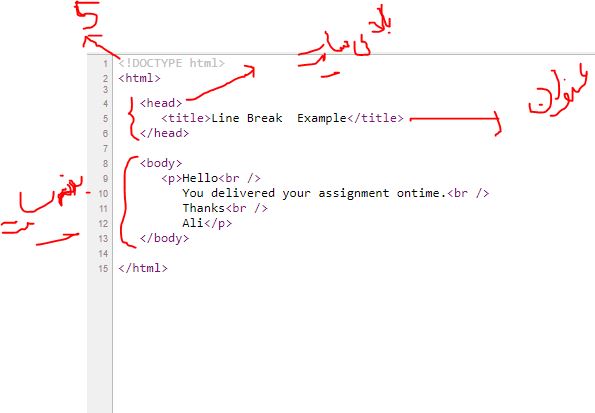 5
عنوان
1 <!DOCTYPE html>
2 <html>
3
4 <head>
5 <title>Line Break  Example</title>
6 </head>
7
8 <body>
9 <p>Hello<br />
10 You delivered your assignment ontime.<br />
11 Thanks<br />
12 Ali</p>
13 </body>
14
15 </html>